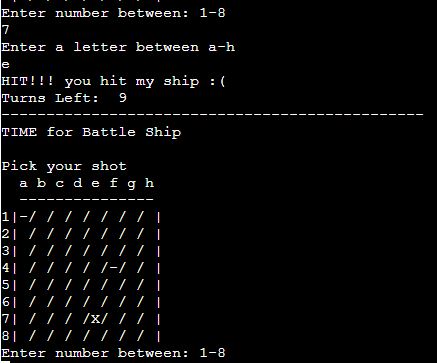 Enter number between: 1-8
7
Enter a letter between a-h
e
HIT!!! you hit my ship :(
Turns Left:  9
-----------------------------------------------
TIME for Battle Ship

Pick your shot
  a b c d e f g h
  ---------------
1|-/ / / / / / / |
2| / / / / / / / |
3| / / / / / / / |
4| / / / / /-/ / |
5| / / / / / / / |
6| / / / / / / / |
7| / / / /X/ / / |
8| / / / / / / / |
Enter number between: 1-8